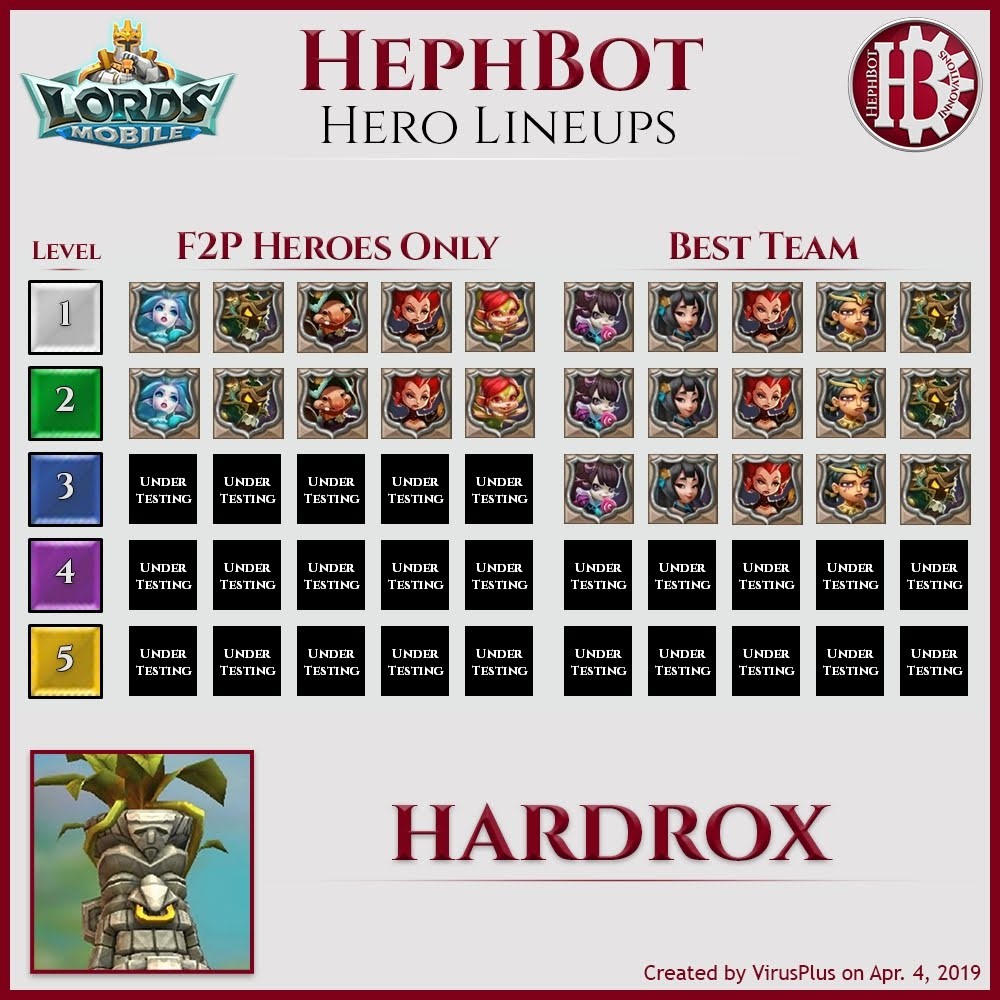 LORDS
MOBILE
HEPHBOT
HERO LINEUPS
HEPHBOT
INNOVATIONS
HB
LEVEL
F2P HEROES ONLY
BEST TEAM
1
2
3
UNDER TESTING
UNDER TESTING
UNDER TESTING
UNDER TESTING
UNDER TESTING
4
UNDER TESTING
UNDER TESTING
UNDER TESTING
UNDER TESTING
UNDER TESTING
UNDER TESTING
UNDER TESTING
UNDER TESTING
UNDER TESTING
UNDER TESTING
5
UNDER TESTING
UNDER TESTING
UNDER TESTING
UNDER TESTING
UNDER TESTING
UNDER TESTING
UNDER TESTING
UNDER TESTING
UNDER TESTING
UNDER TESTING
HARDROX
Created by VirusPlus on Apr. 4, 2019